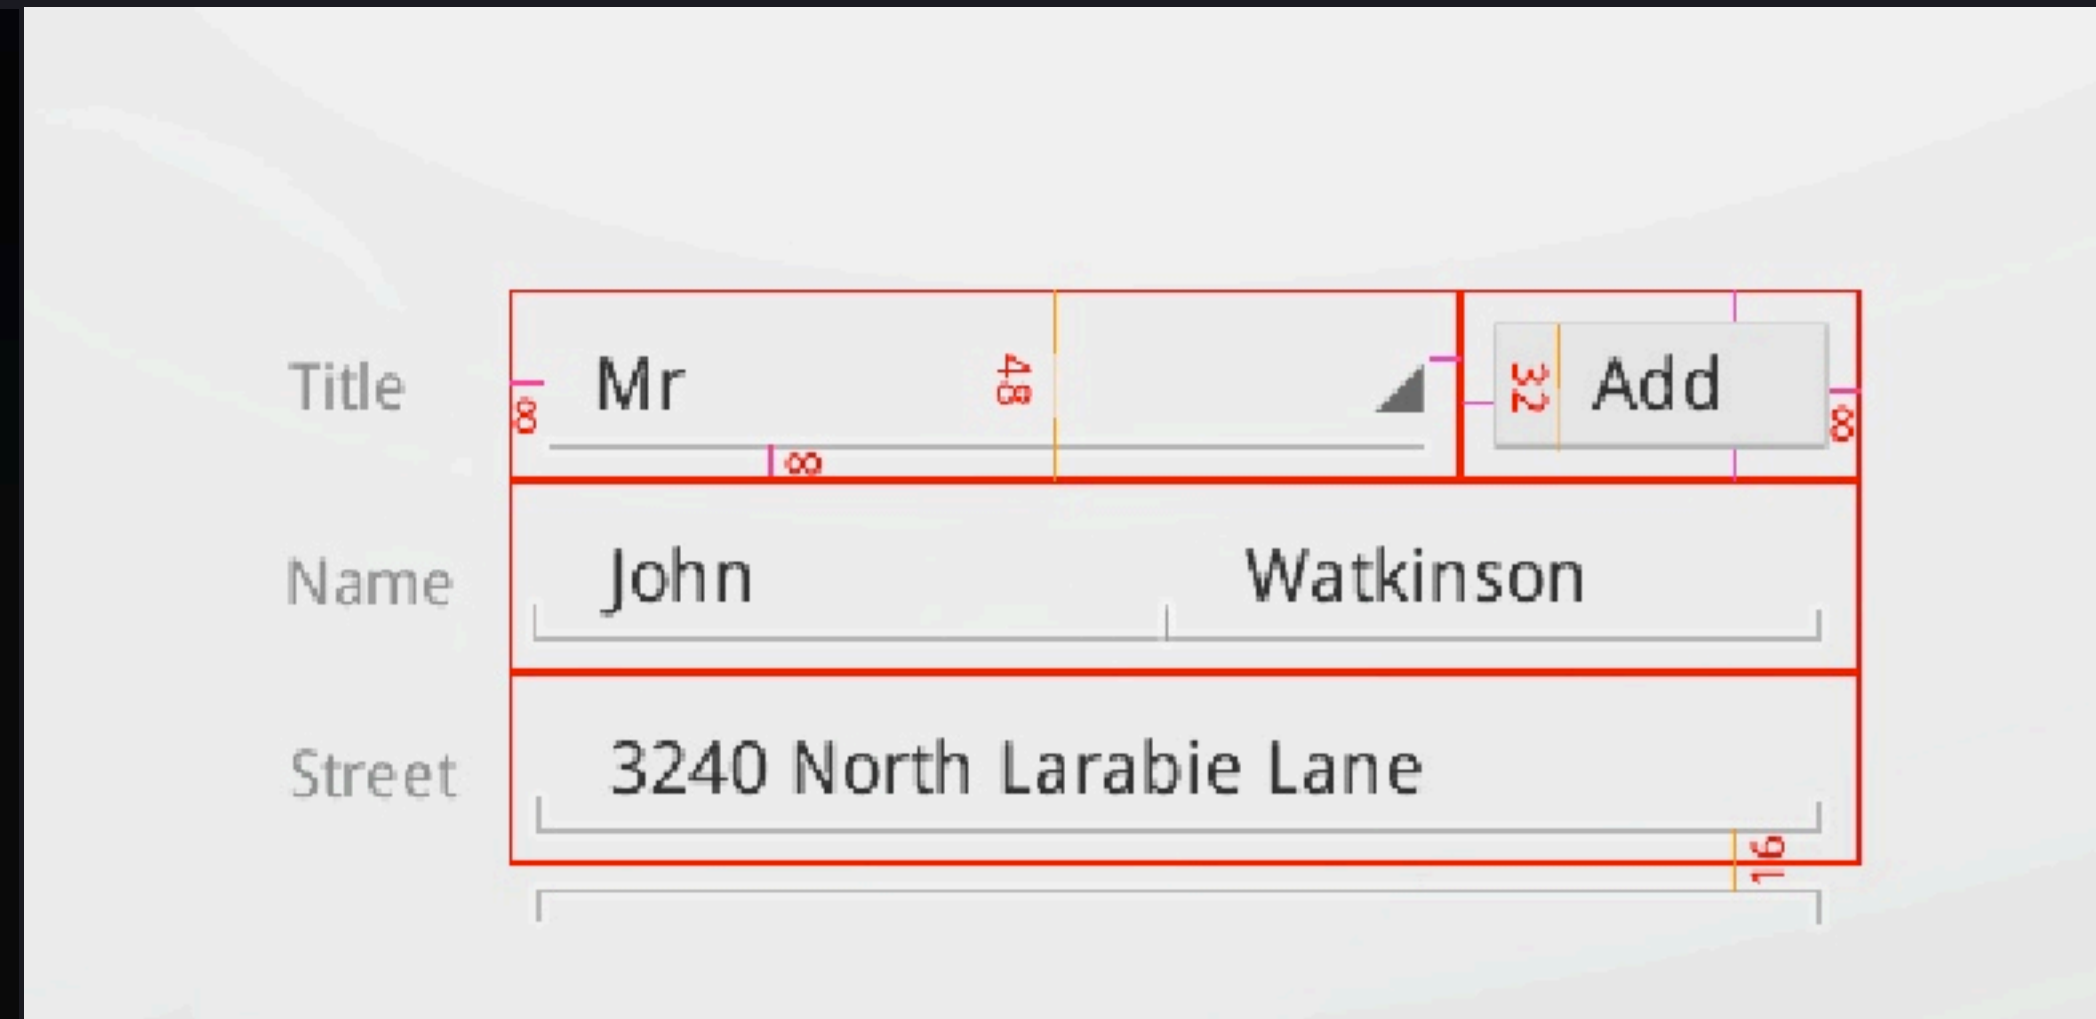 Title Mr 48 32 Add
8 8 8
Name John Watkinson
Street 3240 North Larabie Lane
16